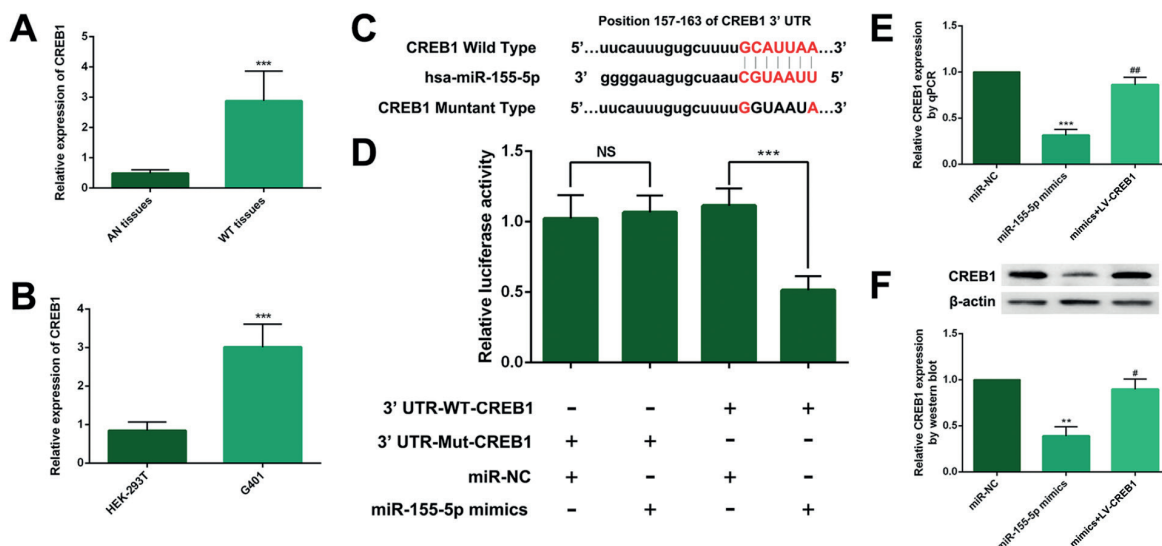 A
Relative expression of CREB1
5
4
3
2
1
0
***
AN tissues
WT tissues
B
Relative expression of CREB1
4
3
2
1
0
***
HEK-293T
G401
C
Position 157-163 of CREB1 3' UTR
CREB1 Wild Type 5'...uucauuugugcuuuuGCAUUAA...3'
hsa-miR-155-5p 3' ggggauagugcuaauCGUAAUU 5'
CREB1 Muntant Type 5'...uucauuugugcuuuuGGUAAUA...3'
D
Relative luciferase activity
1.5
1.0
0.5
0.0
NS
***
3' UTR-WT-CREB1 - - + +
3' UTR-Mut-CREB1 + + - -
miR-NC + - + -
miR-155-5p mimics - + - +
E
Relative CREB1 expression
by qPCR
1.5
1.0
0.5
0.0
***
##
miR-NC
miR-155-5p mimics
mimics+LV-CREB1
F
CREB1
β-actin
Relative CREB1 expression
by western blot
1.5
1.0
0.5
0.0
**
#
miR-NC
miR-155-5p mimics
mimics+LV-CREB1